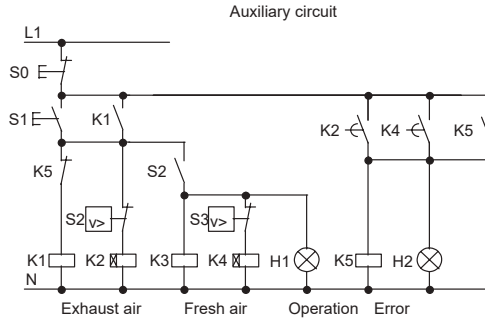 Auxiliary circuit
L1
S0
S1 K1 K2 K4 K5
K5 S2
S2 v> S3 v>
K1 K2 K3 K4 H1 K5 H2
N
Exhaust air Fresh air Operation Error